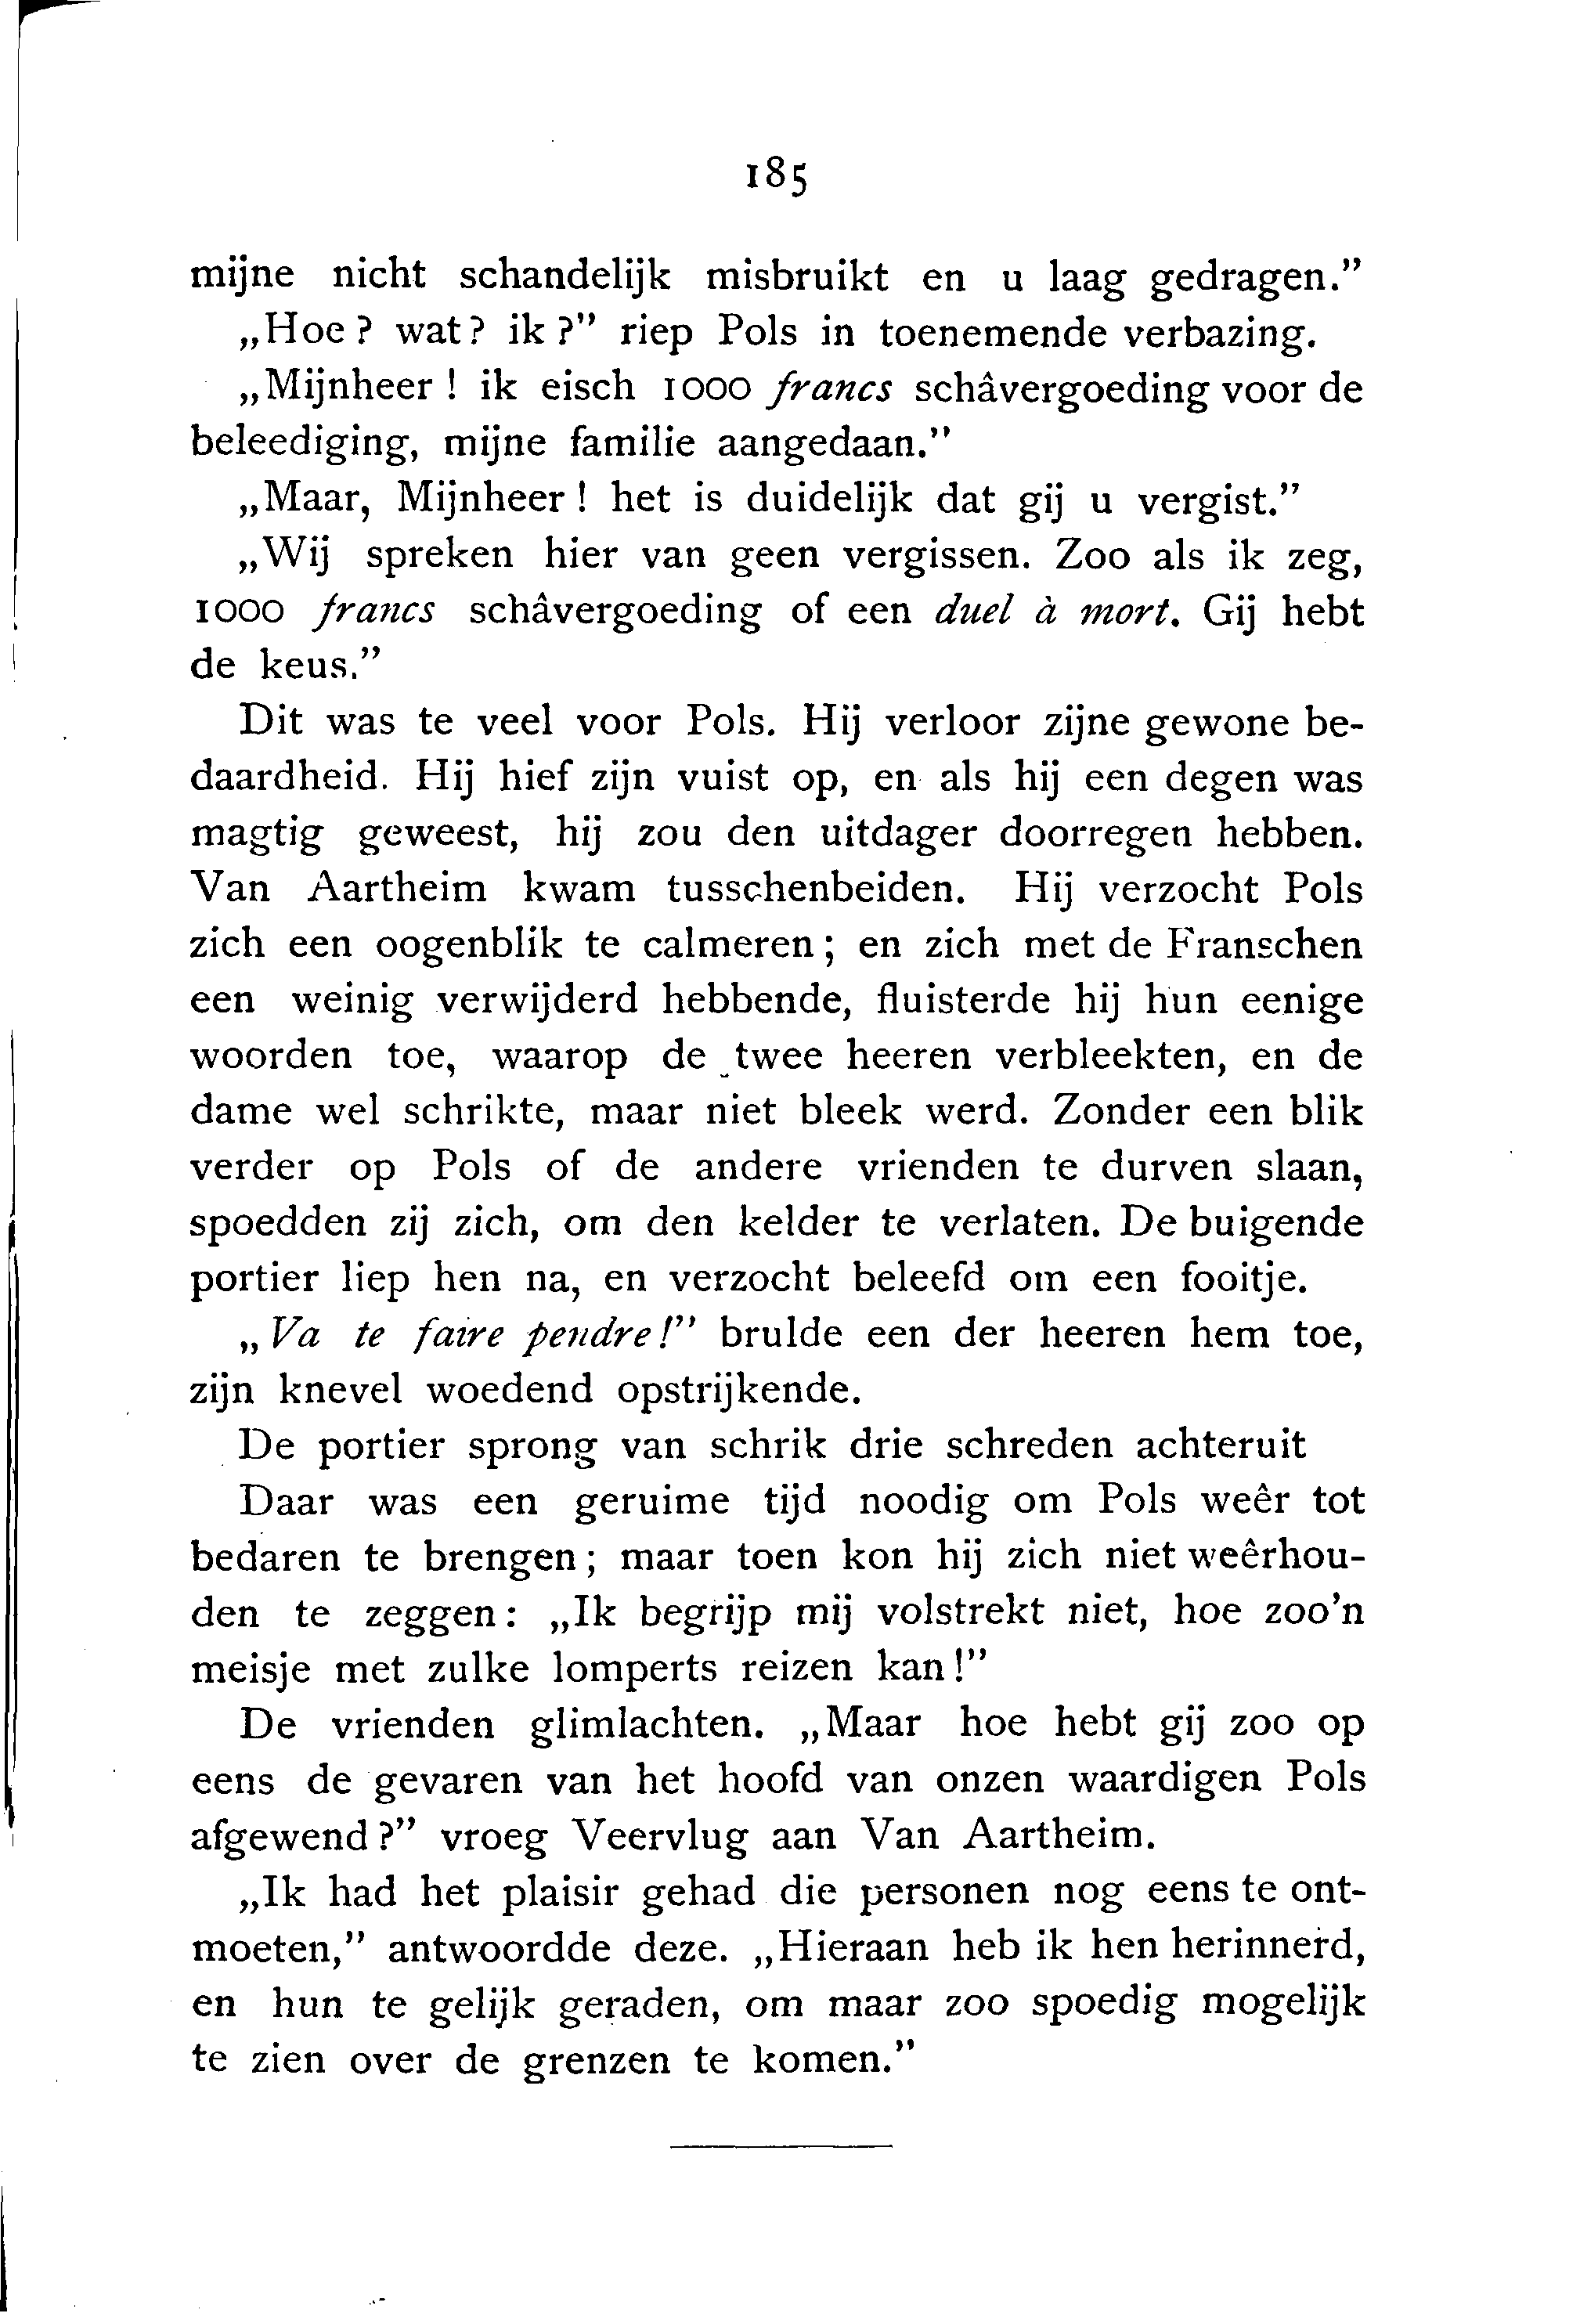 185
mijne nicht schandelijk misbruikt en u laag gedragen.”
„Hoe? wat? ik?” riep Pols in toenemende verbazing.
„Mijnheer! ik eisch 1000 francs schâvergoeding voor de
beleediging, mijne familie aangedaan.”
„Maar, Mijnheer! het is duidelijk dat gij u vergist.”
„Wij spreken hier van geen vergissen. Zoo als ik zeg,
1000 francs schâvergoeding of een duel à mort. Gij hebt
de keus.”
Dit was te veel voor Pols. Hij verloor zijne gewone be-
daardheid. Hij hief zijn vuist op, en als hij een degen was
magtig geweest, hij zou den uitdager doorregen hebben.
Van Aartheim kwam tusschenbeiden. Hij verzocht Pols
zich een oogenblik te calmeren; en zich met de Franschen
een weinig verwijderd hebbende, fluisterde hij hun eenige
woorden toe, waarop de twee heeren verbleekten, en de
dame wel schrikte, maar niet bleek werd. Zonder een blik
verder op Pols of de andere vrienden te durven slaan,
spoedden zij zich, om den kelder te verlaten. De buigende
portier liep hen na, en verzocht beleefd om een fooitje.
„Va te faire pendre!” brulde een der heeren hem toe,
zijn knevel woedend opstrijkende.
De portier sprong van schrik drie schreden achteruit
Daar was een geruime tijd noodig om Pols weêr tot
bedaren te brengen; maar toen kon hij zich niet weêrhou-
den te zeggen: „Ik begrijp mij volstrekt niet, hoe zoo’n
meisje met zulke lomperts reizen kan!”
De vrienden glimlachten. „Maar hoe hebt gij zoo op
eens de gevaren van het hoofd van onzen waardigen Pols
afgewend?” vroeg Veervlug aan Van Aartheim.
„Ik had het plaisir gehad die personen nog eens te ont-
moeten,” antwoordde deze. „Hieraan heb ik hen herinnerd,
en hun te gelijk geraden, om maar zoo spoedig mogelijk
te zien over de grenzen te komen.”